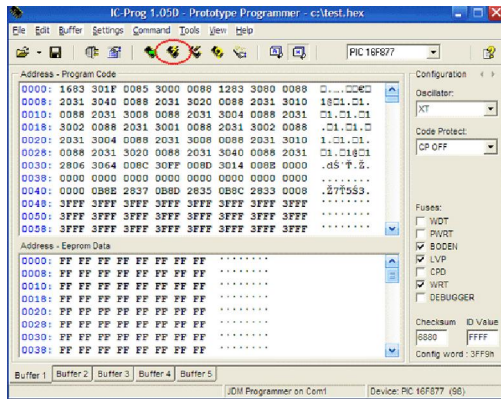 IC-Prog 1.05D - Prototype Programmer - c:\test.hex
File Edit Buffer Settings Command Tools View Help
PIC 16F877
Address - Program Code
0000: 1683 301F 0085 3000 0088 1283 3080 0088
0008: 2031 3040 0088 2031 3020 0088 2031 3010
0010: 0088 2031 3008 0088 2031 3004 0088 2031
0018: 3002 0088 2031 3001 0088 2031 3002 0088
0020: 2031 3004 0088 2031 3008 0088 2031 3010
0028: 0088 2031 3020 0088 2031 3040 0088 2031
0030: 2806 3064 008C 30FF 008D 3014 008E 0000
0038: 0000 0000 0000 0000 0000 0000 0000 0000
0040: 0000 0B8E 2837 0B8D 2835 0B8C 2833 0008
0048: 3FFF 3FFF 3FFF 3FFF 3FFF 3FFF 3FFF 3FFF
0050: 3FFF 3FFF 3FFF 3FFF 3FFF 3FFF 3FFF 3FFF
0058: 3FFF 3FFF 3FFF 3FFF 3FFF 3FFF 3FFF 3FFF
Address - Eeprom Data
0000: FF FF FF FF FF FF FF FF
0008: FF FF FF FF FF FF FF FF
0010: FF FF FF FF FF FF FF FF
0018: FF FF FF FF FF FF FF FF
0020: FF FF FF FF FF FF FF FF
0028: FF FF FF FF FF FF FF FF
0030: FF FF FF FF FF FF FF FF
0038: FF FF FF FF FF FF FF FF
Buffer 1 Buffer 2 Buffer 3 Buffer 4 Buffer 5
Configuration
Oscillator:
XT
Code Protect:
CP OFF
Fuses:
WDT
PWRT
BODEN
LVP
CPD
WRT
DEBUGGER
Checksum ID Value
6880 FFFF
Config word : 3FF9h
JDM Programmer on Com1 Device: PIC 16F877 (98)